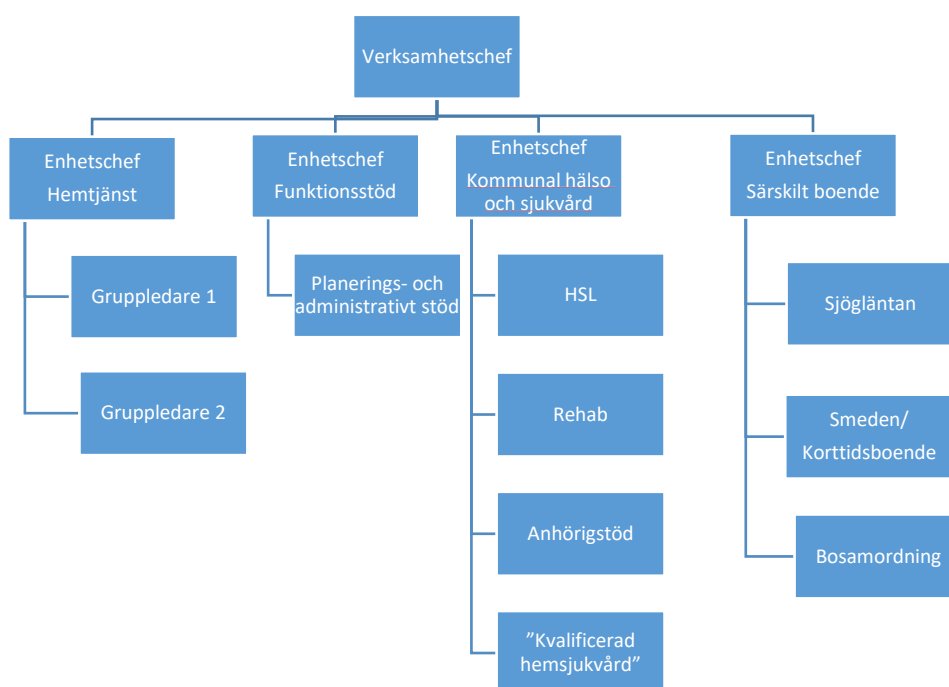 Verksamhetschef
Enhetschef
Hemtjänst
Gruppledare 1
Gruppledare 2
Enhetschef
Funktionsstöd
Planerings- och
administrativt stöd
Enhetschef
Kommunal hälso
och sjukvård
HSL
Rehab
Anhörigstöd
”Kvalificerad
hemsjukvård”
Enhetschef
Särskilt boende
Sjögläntan
Smeden/
Korttidsboende
Bosamordning